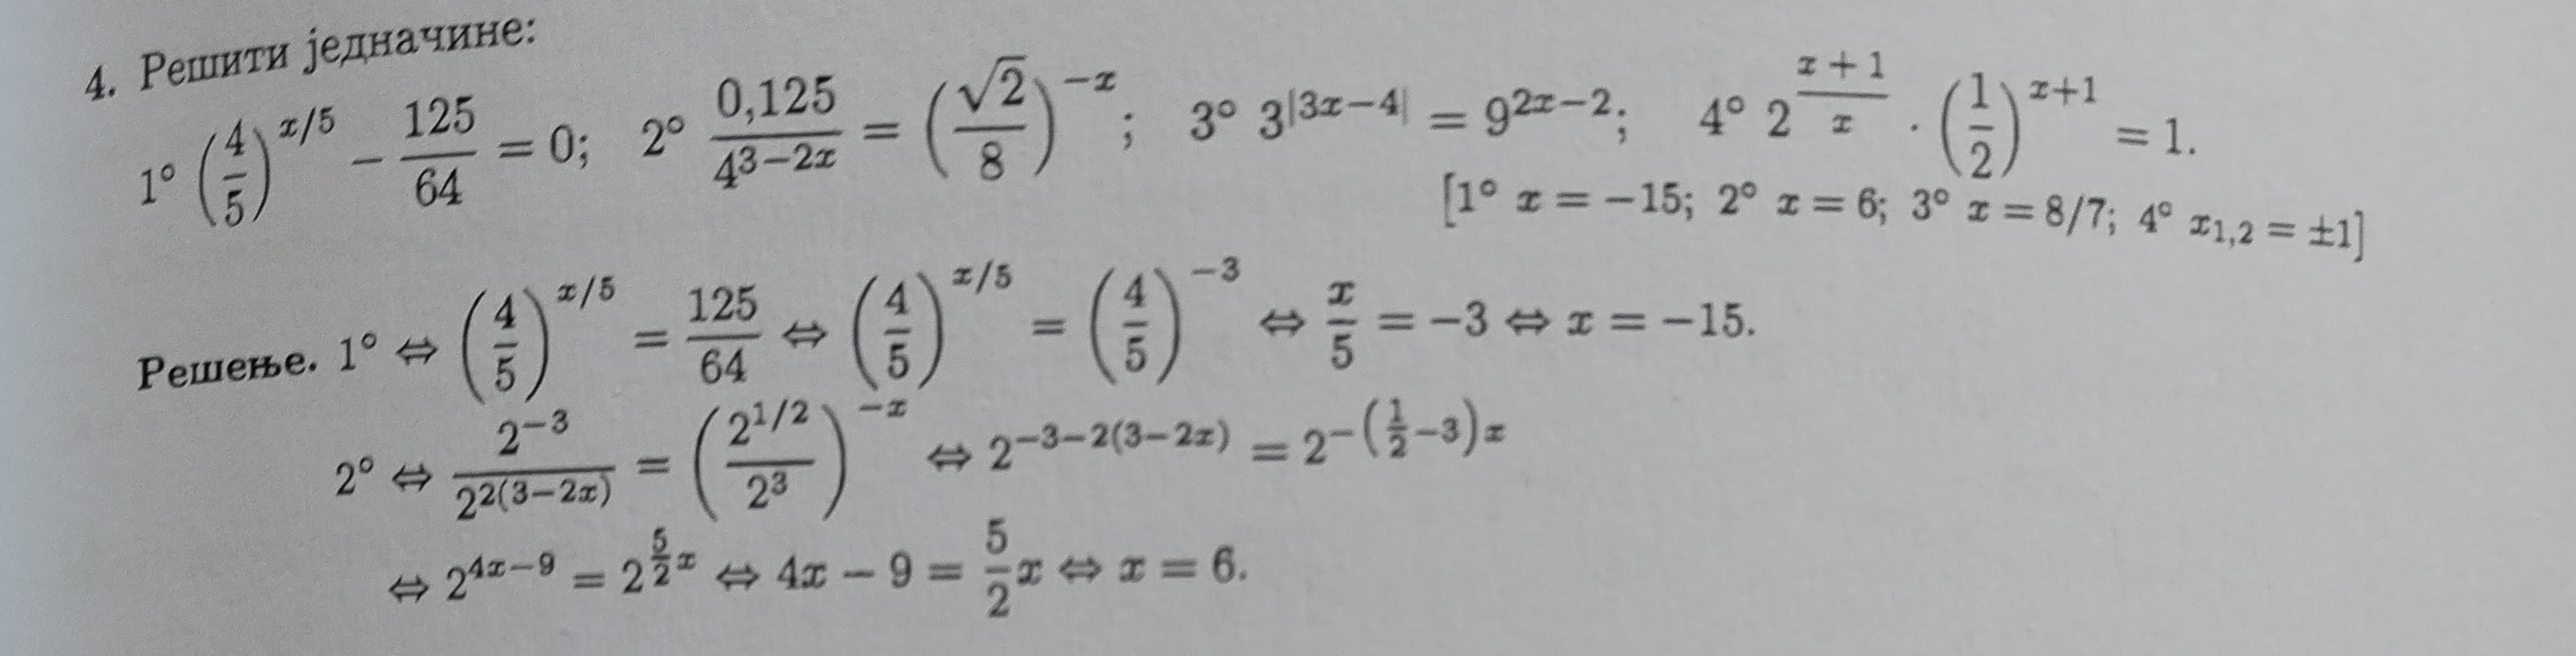 4. Решити једначине:
1° (4/5)^{x/5} − 125/64 = 0; 2° 0,125/4^{3−2x} = (√2/8)^{−x}; 3° 3^{|3x−4|} = 9^{2x−2}; 4° 2^{(x+1)/x} · (1/2)^{x+1} = 1.
[1° x = −15; 2° x = 6; 3° x = 8/7; 4° x_{1,2} = ±1]
Решење. 1° ⇔ (4/5)^{x/5} = 125/64 ⇔ (4/5)^{x/5} = (4/5)^{−3} ⇔ x/5 = −3 ⇔ x = −15.
2° ⇔ 2^{−3}/2^{2(3−2x)} = (2^{1/2}/2^{3})^{−x} ⇔ 2^{−3−2(3−2x)} = 2^{−(1/2−3)x}
⇔ 2^{4x−9} = 2^{5/2 x} ⇔ 4x − 9 = 5/2 x ⇔ x = 6.